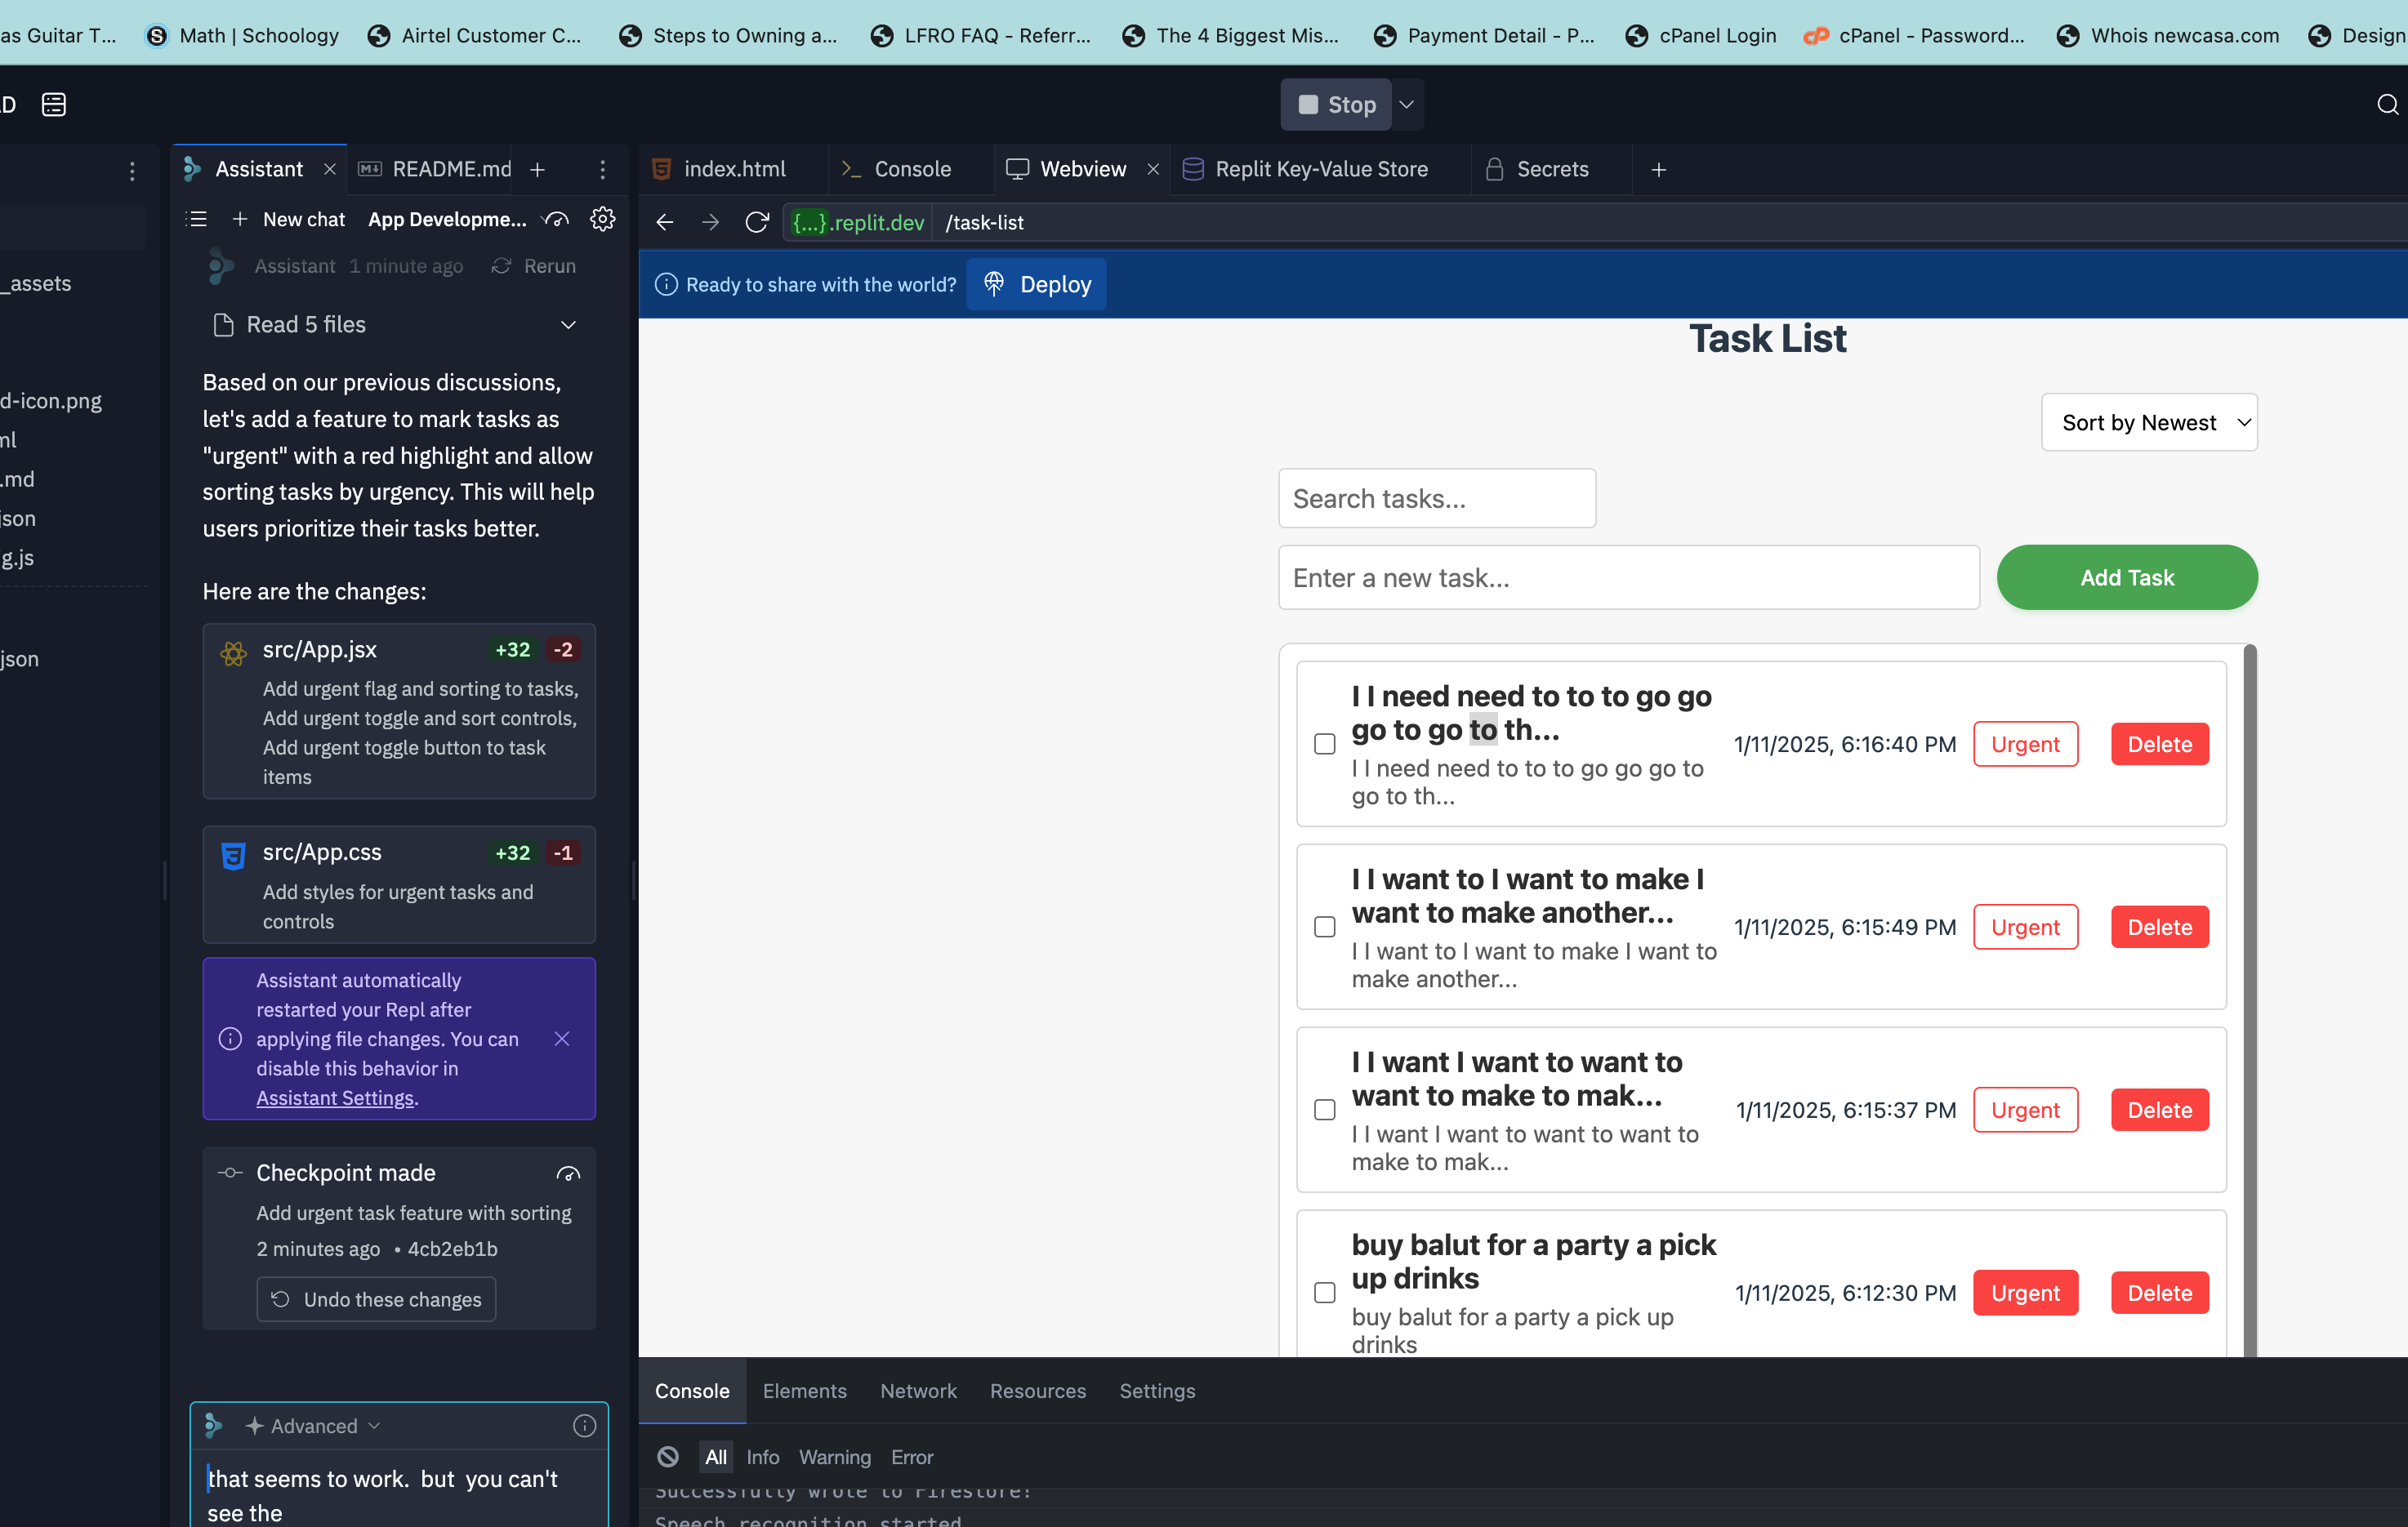 as Guitar T...
Math | Schoology
Airtel Customer C...
Steps to Owning a...
LFRO FAQ - Referr...
The 4 Biggest Mis...
Payment Detail - P...
cPanel Login
cPanel - Password...
Whois newcasa.com
Design
Stop
Assistant
README.md
index.html
Console
Webview
Replit Key-Value Store
Secrets
New chat
App Developme...
{...}.replit.dev
/task-list
Assistant 1 minute ago Rerun
Ready to share with the world?
Deploy
_assets
d-icon.png
ml
.md
json
g.js
json
Read 5 files
Based on our previous discussions,
let's add a feature to mark tasks as
"urgent" with a red highlight and allow
sorting tasks by urgency. This will help
users prioritize their tasks better.
Here are the changes:
src/App.jsx +32 -2
Add urgent flag and sorting to tasks,
Add urgent toggle and sort controls,
Add urgent toggle button to task
items
src/App.css +32 -1
Add styles for urgent tasks and
controls
Assistant automatically
restarted your Repl after
applying file changes. You can
disable this behavior in
Assistant Settings.
Checkpoint made
Add urgent task feature with sorting
2 minutes ago • 4cb2eb1b
Undo these changes
Advanced
that seems to work. but you can't
see the
Task List
Sort by Newest
Search tasks...
Enter a new task...
Add Task
I I need need to to to go go
go to go to th...
I I need need to to to go go go to
go to th...
1/11/2025, 6:16:40 PM
Urgent
Delete
I I want to I want to make I
want to make another...
I I want to I want to make I want to
make another...
1/11/2025, 6:15:49 PM
Urgent
Delete
I I want I want to want to
want to make to mak...
I I want I want to want to want to
make to mak...
1/11/2025, 6:15:37 PM
Urgent
Delete
buy balut for a party a pick
up drinks
buy balut for a party a pick up
drinks
1/11/2025, 6:12:30 PM
Urgent
Delete
Console
Elements
Network
Resources
Settings
All
Info
Warning
Error
Successfully wrote to Firestore!
Speech recognition started